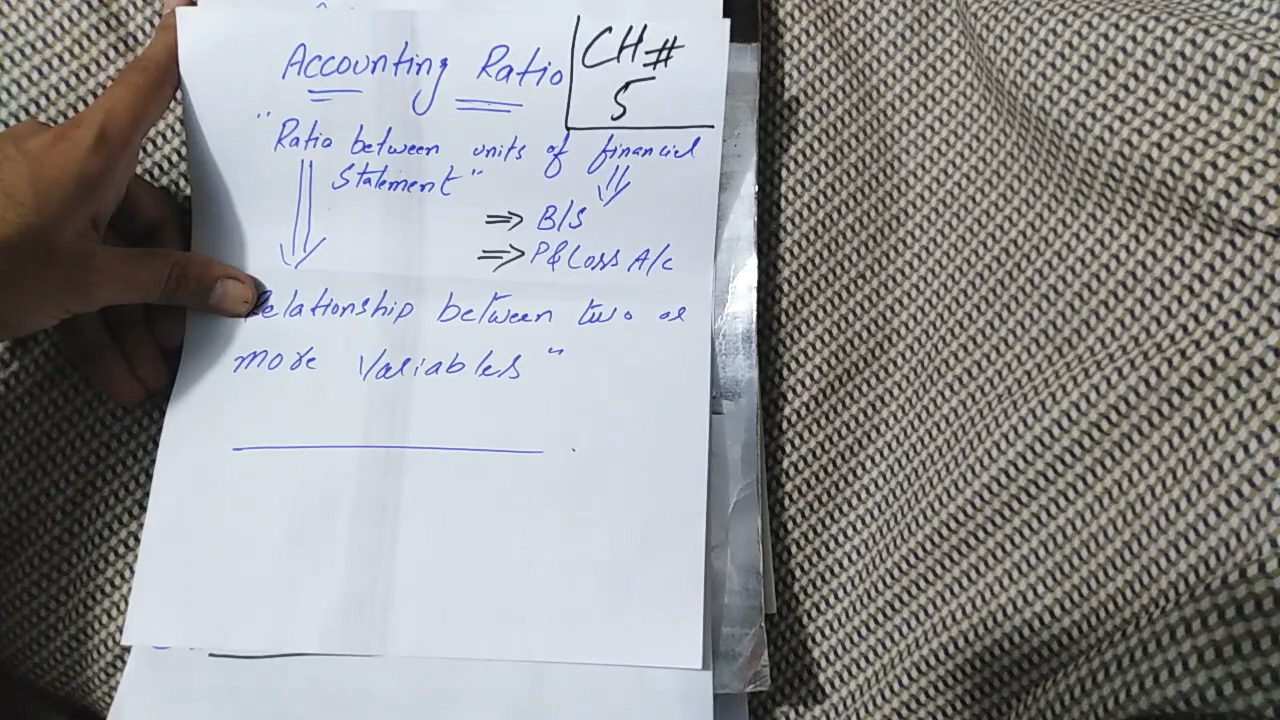 Accounting Ratio
CH#
5
"Ratio between units of financial
Statement"
⇒ B/S
⇒ P&Loss A/c
Relationship between two or
more Variables"